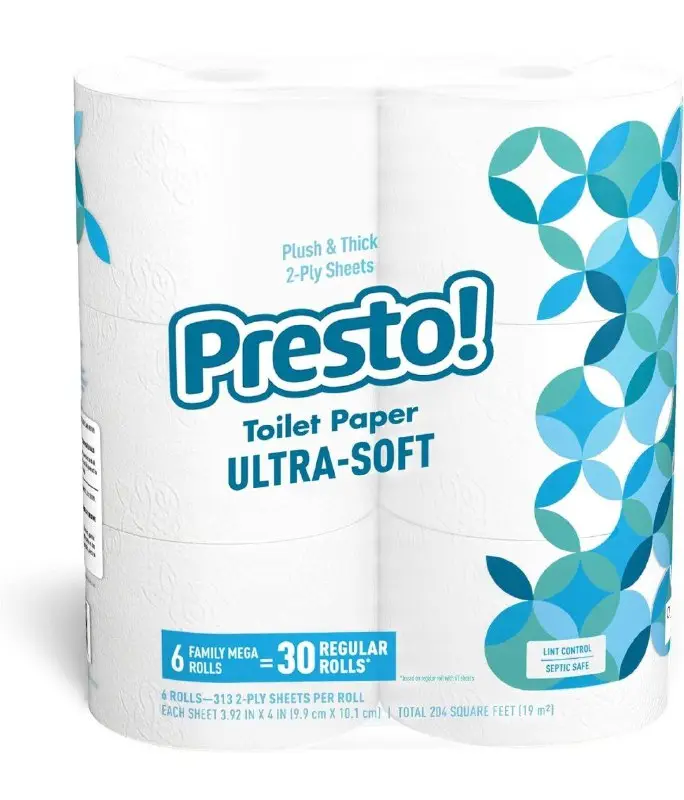 Plush & Thick
2-Ply Sheets
Presto!
Toilet Paper
ULTRA-SOFT
6 FAMILY MEGA ROLLS = 30 REGULAR ROLLS*
LINT CONTROL
SEPTIC SAFE
6 ROLLS—313 2-PLY SHEETS PER ROLL
EACH SHEET 3.92 IN X 4 IN (9.9 cm X 10.1 cm) | TOTAL 204 SQUARE FEET (19 m²)